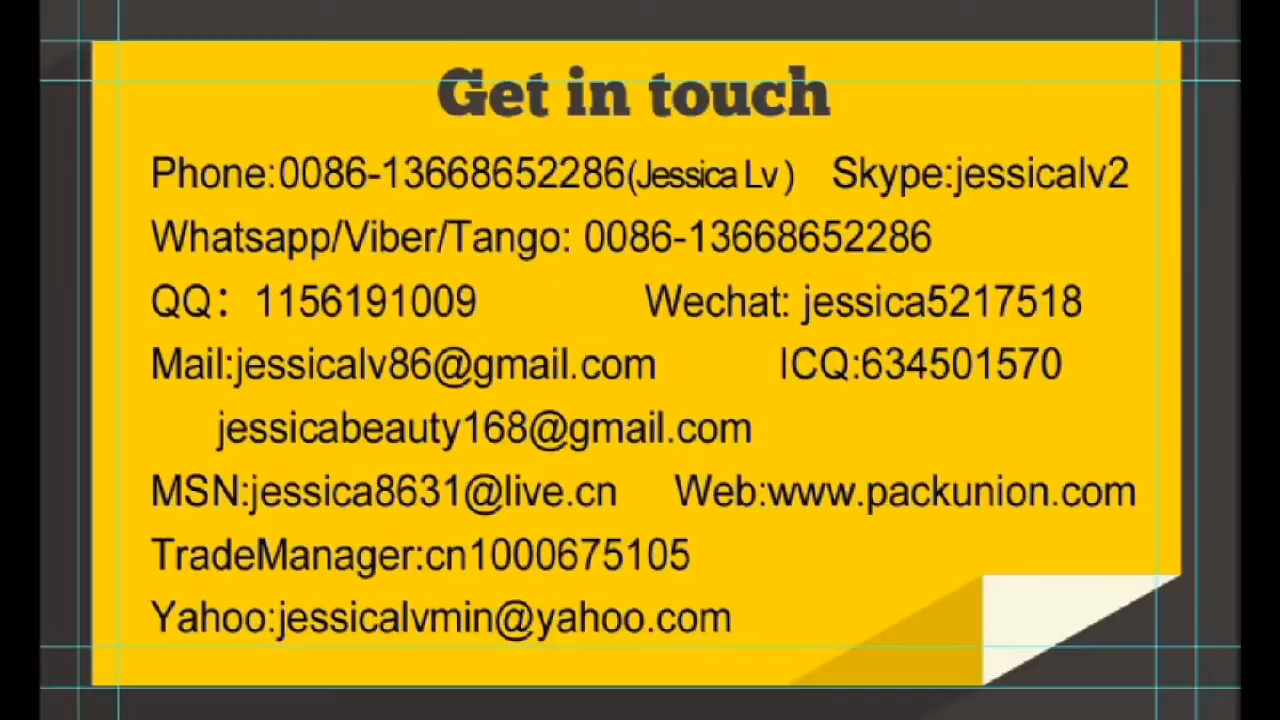 Get in touch
Phone:0086-13668652286(Jessica Lv ) Skype:jessicalv2
Whatsapp/Viber/Tango: 0086-13668652286
QQ：1156191009 Wechat: jessica5217518
Mail:jessicalv86@gmail.com ICQ:634501570
jessicabeauty168@gmail.com
MSN:jessica8631@live.cn Web:www.packunion.com
TradeManager:cn1000675105
Yahoo:jessicalvmin@yahoo.com